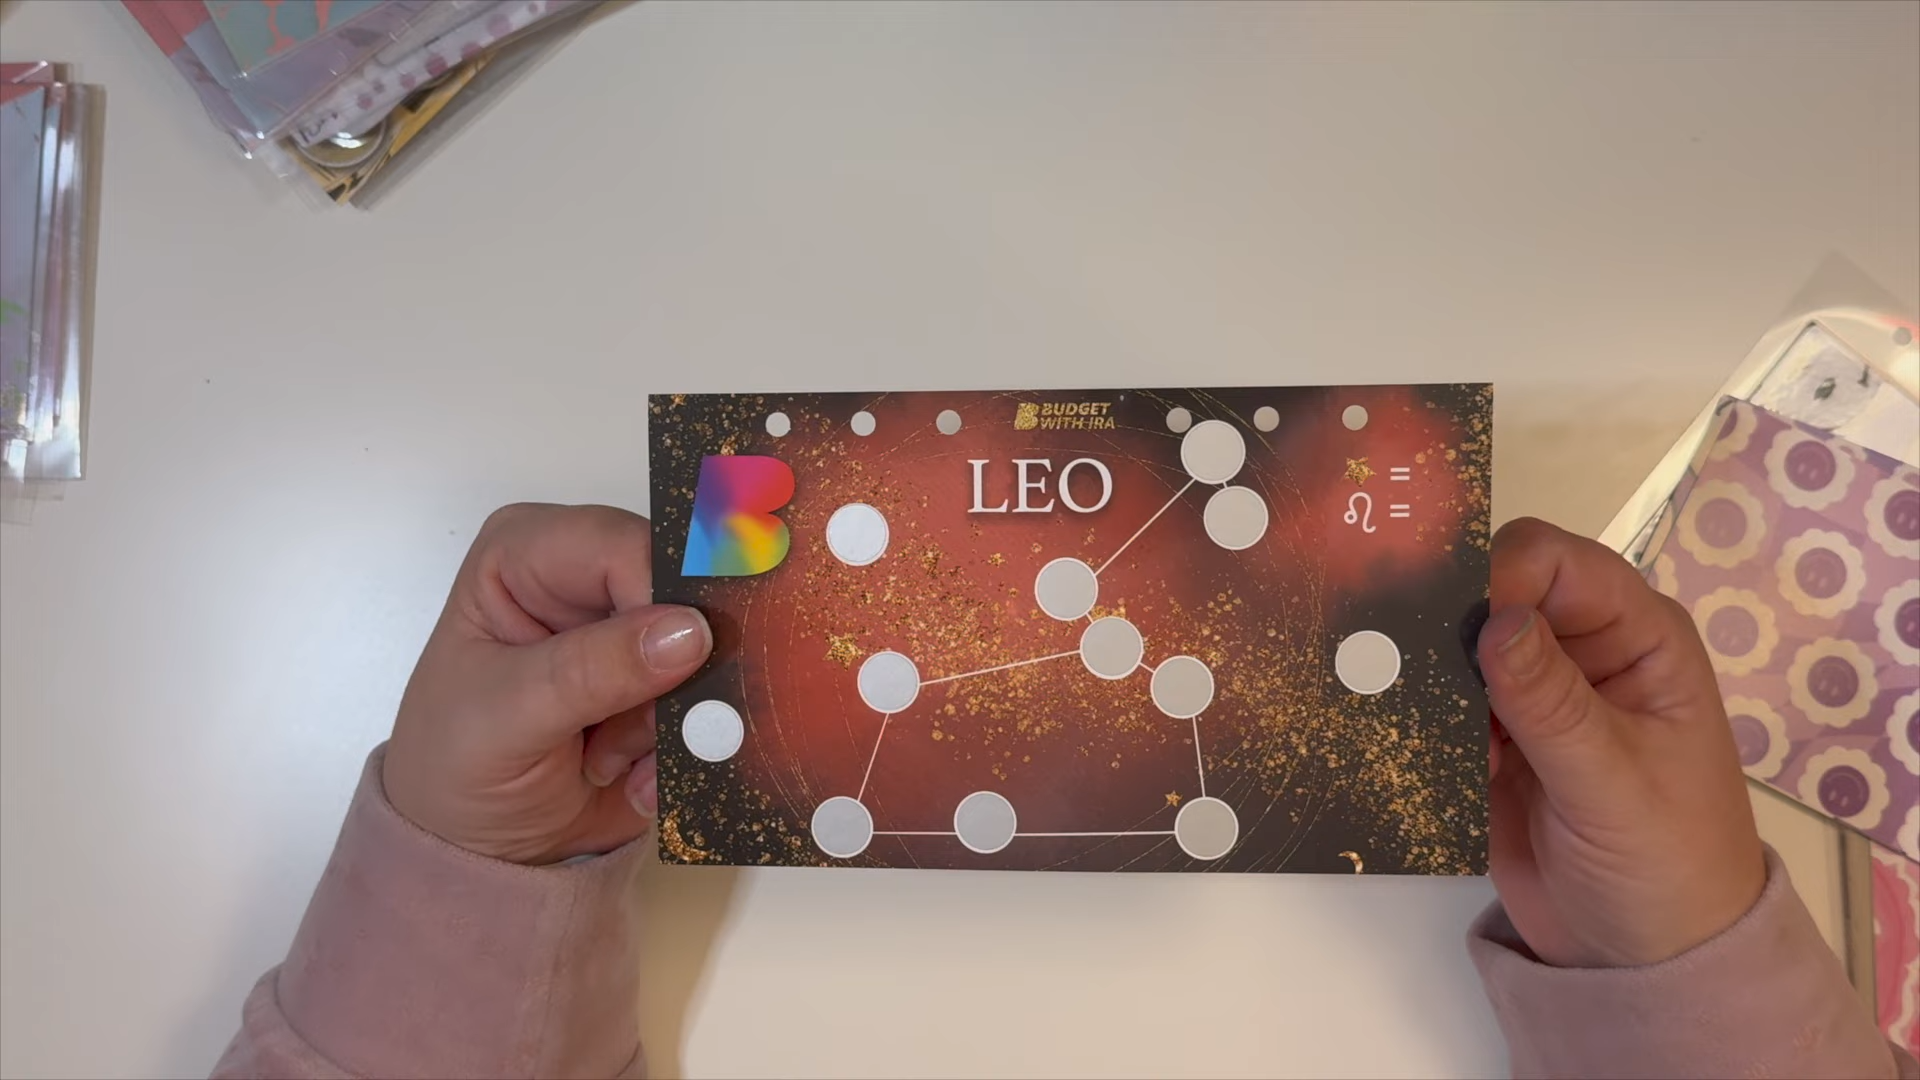 BUDGET
WITH IRA
LEO
B
=
♌ =